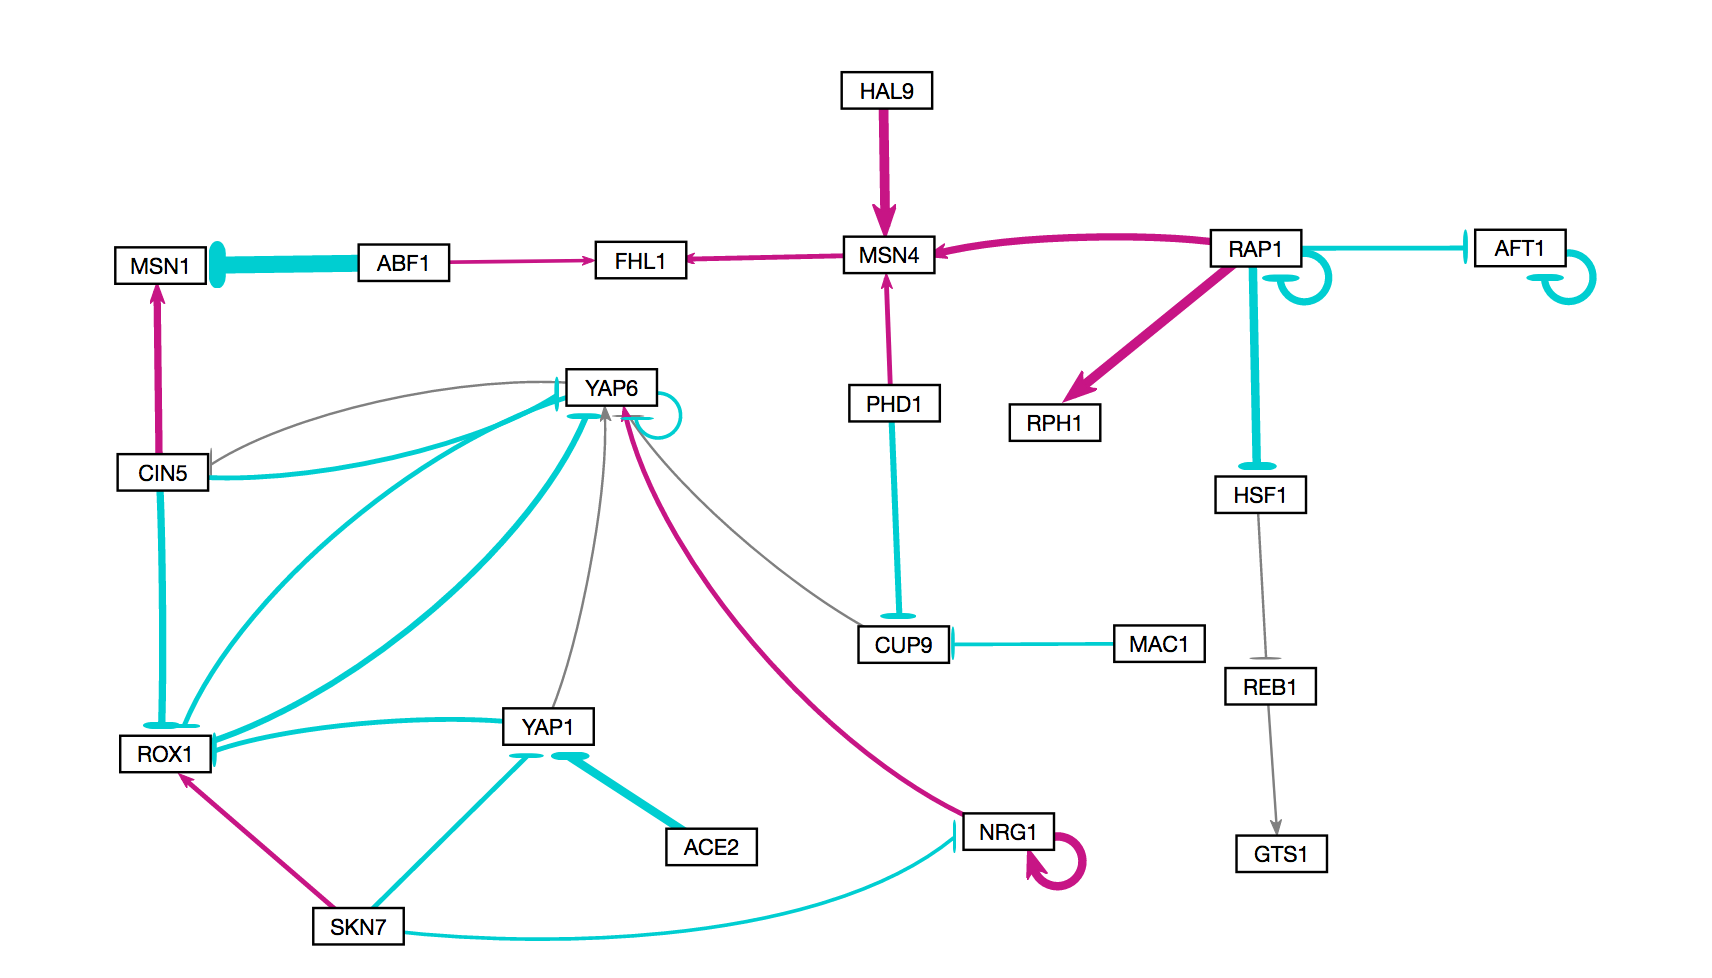 HAL9
MSN1
ABF1
FHL1
MSN4
RAP1
AFT1
YAP6
PHD1
RPH1
CIN5
HSF1
CUP9
MAC1
REB1
ROX1
YAP1
NRG1
ACE2
GTS1
SKN7